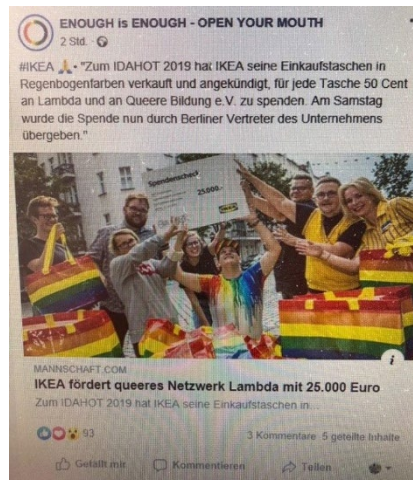 ENOUGH is ENOUGH - OPEN YOUR MOUTH
2 Std. ·
#IKEA 🙏 - "Zum IDAHOT 2019 hat IKEA seine Einkaufstaschen in
Regenbogenfarben verkauft und angekündigt, für jede Tasche 50 Cent
an Lambda und an Queere Bildung e.V. zu spenden. Am Samstag
wurde die Spende nun durch Berliner Vertreter des Unternehmens
übergeben."
Spendenscheck
25.000.-
MANNSCHAFT.COM
IKEA fördert queeres Netzwerk Lambda mit 25.000 Euro
Zum IDAHOT 2019 hat IKEA seine Einkaufstaschen in...
93
3 Kommentare 5 geteilte Inhalte
Gefällt mir
Kommentieren
Teilen